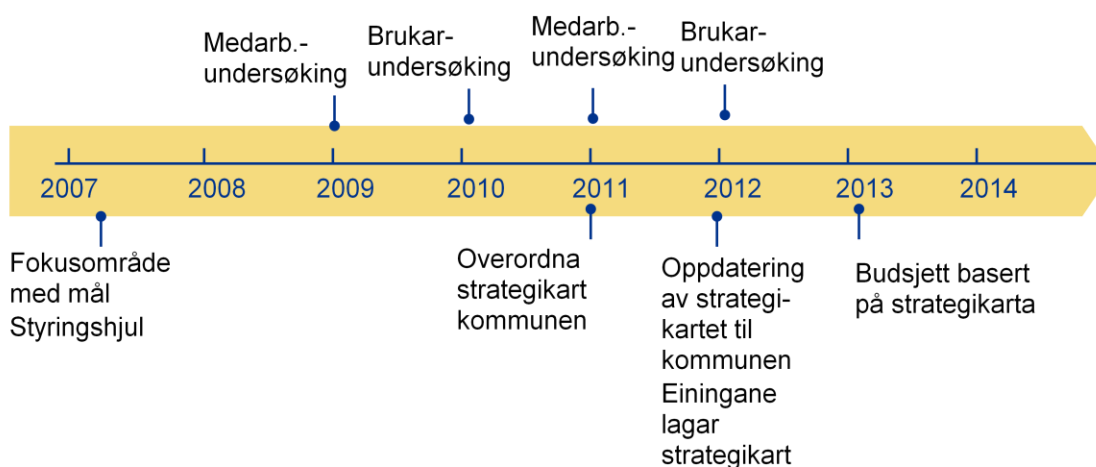 Medarb.-
undersøking
Brukar-
undersøking
Medarb.-
undersøking
Brukar-
undersøking
2007
2008
2009
2010
2011
2012
2013
2014
Fokusområde
med mål
Styringshjul
Overordna
strategikart
kommunen
Oppdatering
av strategi-
kartet til
kommunen
Einingane
lagar
strategikart
Budsjett basert
på strategikarta